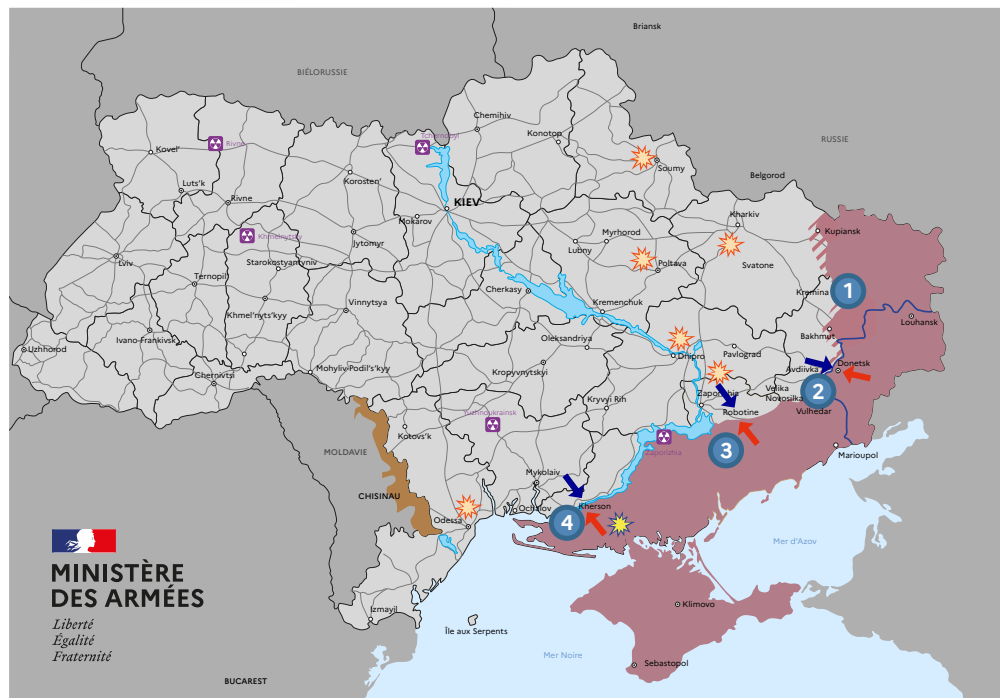 Briansk
BIÉLORUSSIE
Chernihiv
Konotop
Tchernobyl
RUSSIE
Rivne
Kovel'
Soumy
Belgorod
Korosten'
Luts'k
Rivne
KIEV
Kharkiv
Makarov
Myrhorod
Kupiansk
Khmelnytsky
Jytomyr
Lubny
Lviv
Starokostyantyniv
Poltava
Svatone
Ternopil
Cherkasy
Kremina
1
Vinnytsya
Kremenchuk
Khmel'nyts'kyy
Louhansk
Ivano-Frankivsk
Oleksandriya
Bakhmut
Uzhhorod
Dnipro
Pavlograd
Donetsk
Mohyliv-Podil's'kyy
Avdiivka
Chernivtsi
Kropyvnytskyi
2
Zaporizhia
Velika
Novosilka
Kryvyi Rih
Robotine
Vulhedar
Yuzhnoukrainsk
Kotovs'k
Zaporizhia
3
MOLDAVIE
Marioupol
Mykolaiv
CHISINAU
Ochakov
Kherson
4
Odessa
Mer d'Azov
MINISTÈRE
DES ARMÉES
Liberté
Égalité
Fraternité
Klimovo
Izmayil
Île aux Serpents
Mer Noire
Sebastopol
BUCAREST